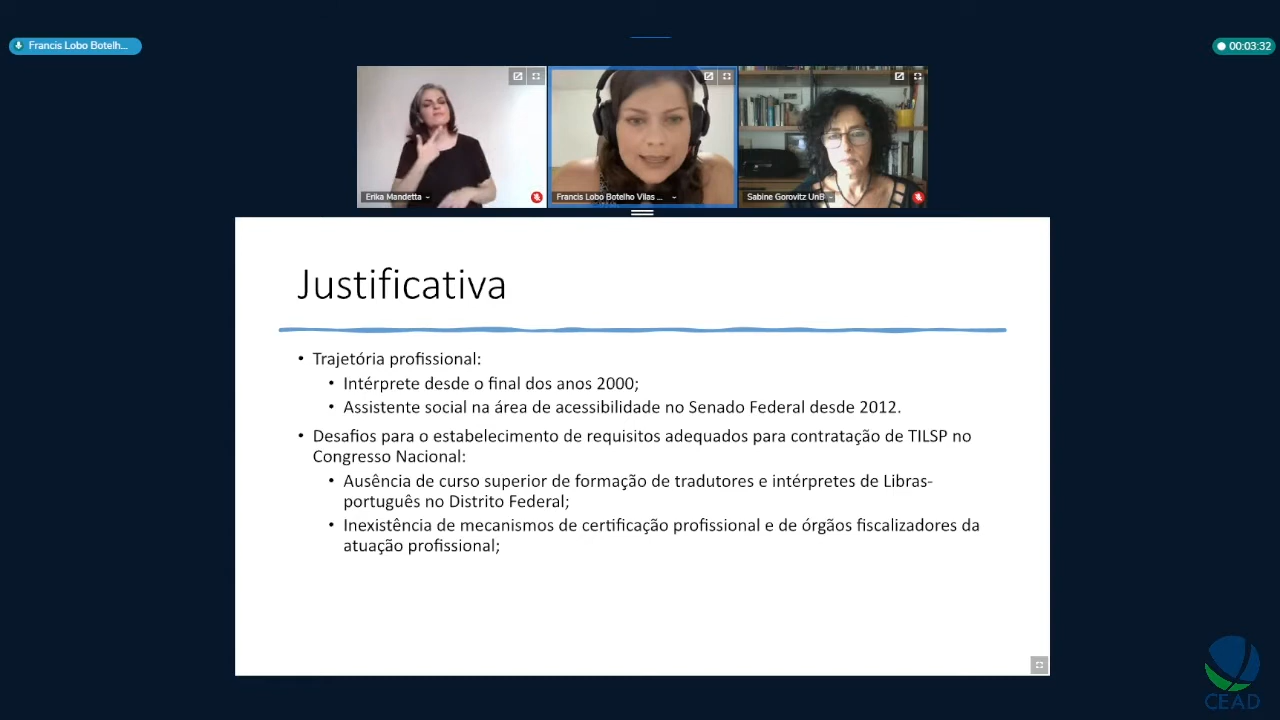 Francis Lobo Botelh...
00:03:32
Erika Mandetta
Francis Lobo Botelho Vilas ...
Sabine Gorovitz UnB
Justificativa
• Trajetória profissional:
• Intérprete desde o final dos anos 2000;
• Assistente social na área de acessibilidade no Senado Federal desde 2012.
• Desafios para o estabelecimento de requisitos adequados para contratação de TILSP no
Congresso Nacional:
• Ausência de curso superior de formação de tradutores e intérpretes de Libras-
português no Distrito Federal;
• Inexistência de mecanismos de certificação profissional e de órgãos fiscalizadores da
atuação profissional;
CEAD